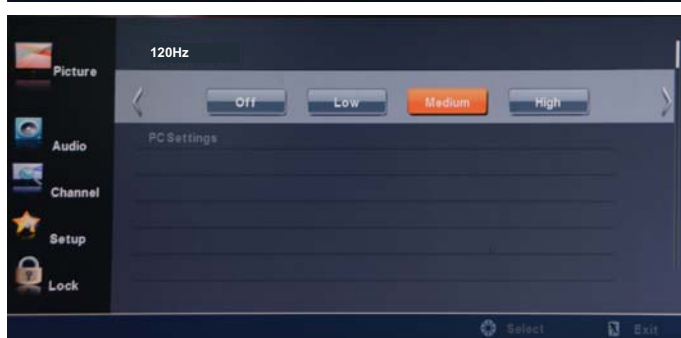 120Hz
Picture
Off Low Medium High
PC Settings
Audio
Channel
Setup
Lock
Select Exit